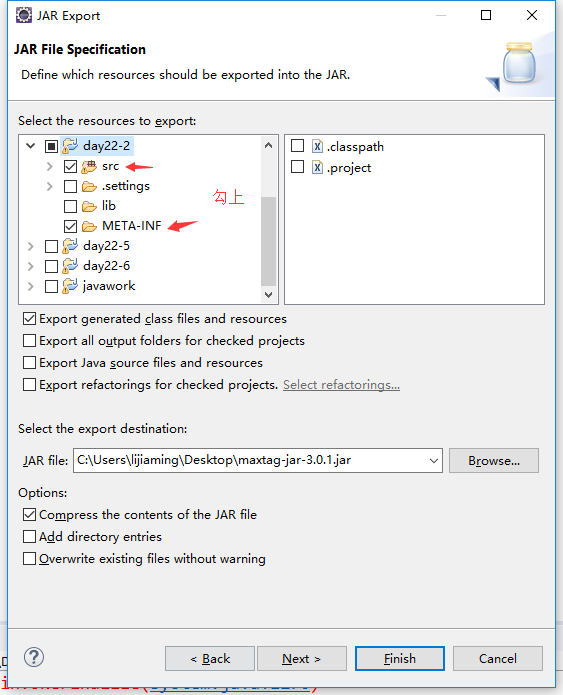 JAR Export
JAR File Specification
Define which resources should be exported into the JAR.
Select the resources to export:
day22-2
src
.settings
lib
META-INF
day22-5
day22-6
javawork
勾上
.classpath
.project
Export generated class files and resources
Export all output folders for checked projects
Export Java source files and resources
Export refactorings for checked projects. Select refactorings...
Select the export destination:
JAR file: C:\Users\lijiaming\Desktop\maxtag-jar-3.0.1.jar Browse...
Options:
Compress the contents of the JAR file
Add directory entries
Overwrite existing files without warning
? < Back Next > Finish Cancel